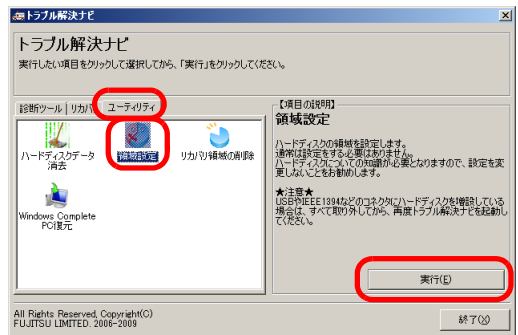 トラブル解決ナビ
トラブル解決ナビ
実行したい項目をクリックして選択してから、「実行」をクリックしてください。
診断ツール
リカバリ
ユーティリティ
ハードディスクデータ
消去
領域設定
リカバリ領域の削除
Windows Complete
PC復元
【項目の説明】
領域設定
ハードディスクの領域を設定します。
通常は設定をする必要はありません。
ハードディスクについての知識が必要となりますので、設定を変
更しないことをお勧めします。
★注意★
USBやIEEE1394などのコネクタにハードディスクを増設している
場合は、すべて取り外してから、再度トラブル解決ナビを起動し
てください。
実行(E)
All Rights Reserved, Copyright(C)
FUJITSU LIMITED. 2006-2009
終了(X)